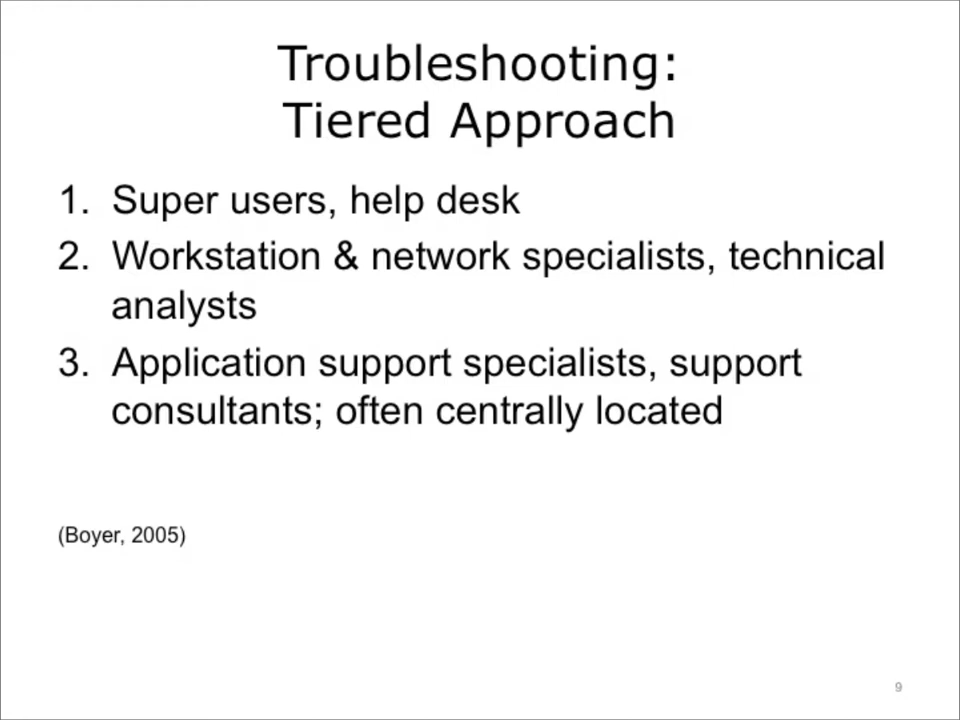 Troubleshooting:
Tiered Approach
1. Super users, help desk
2. Workstation & network specialists, technical
analysts
3. Application support specialists, support
consultants; often centrally located
(Boyer, 2005)
9